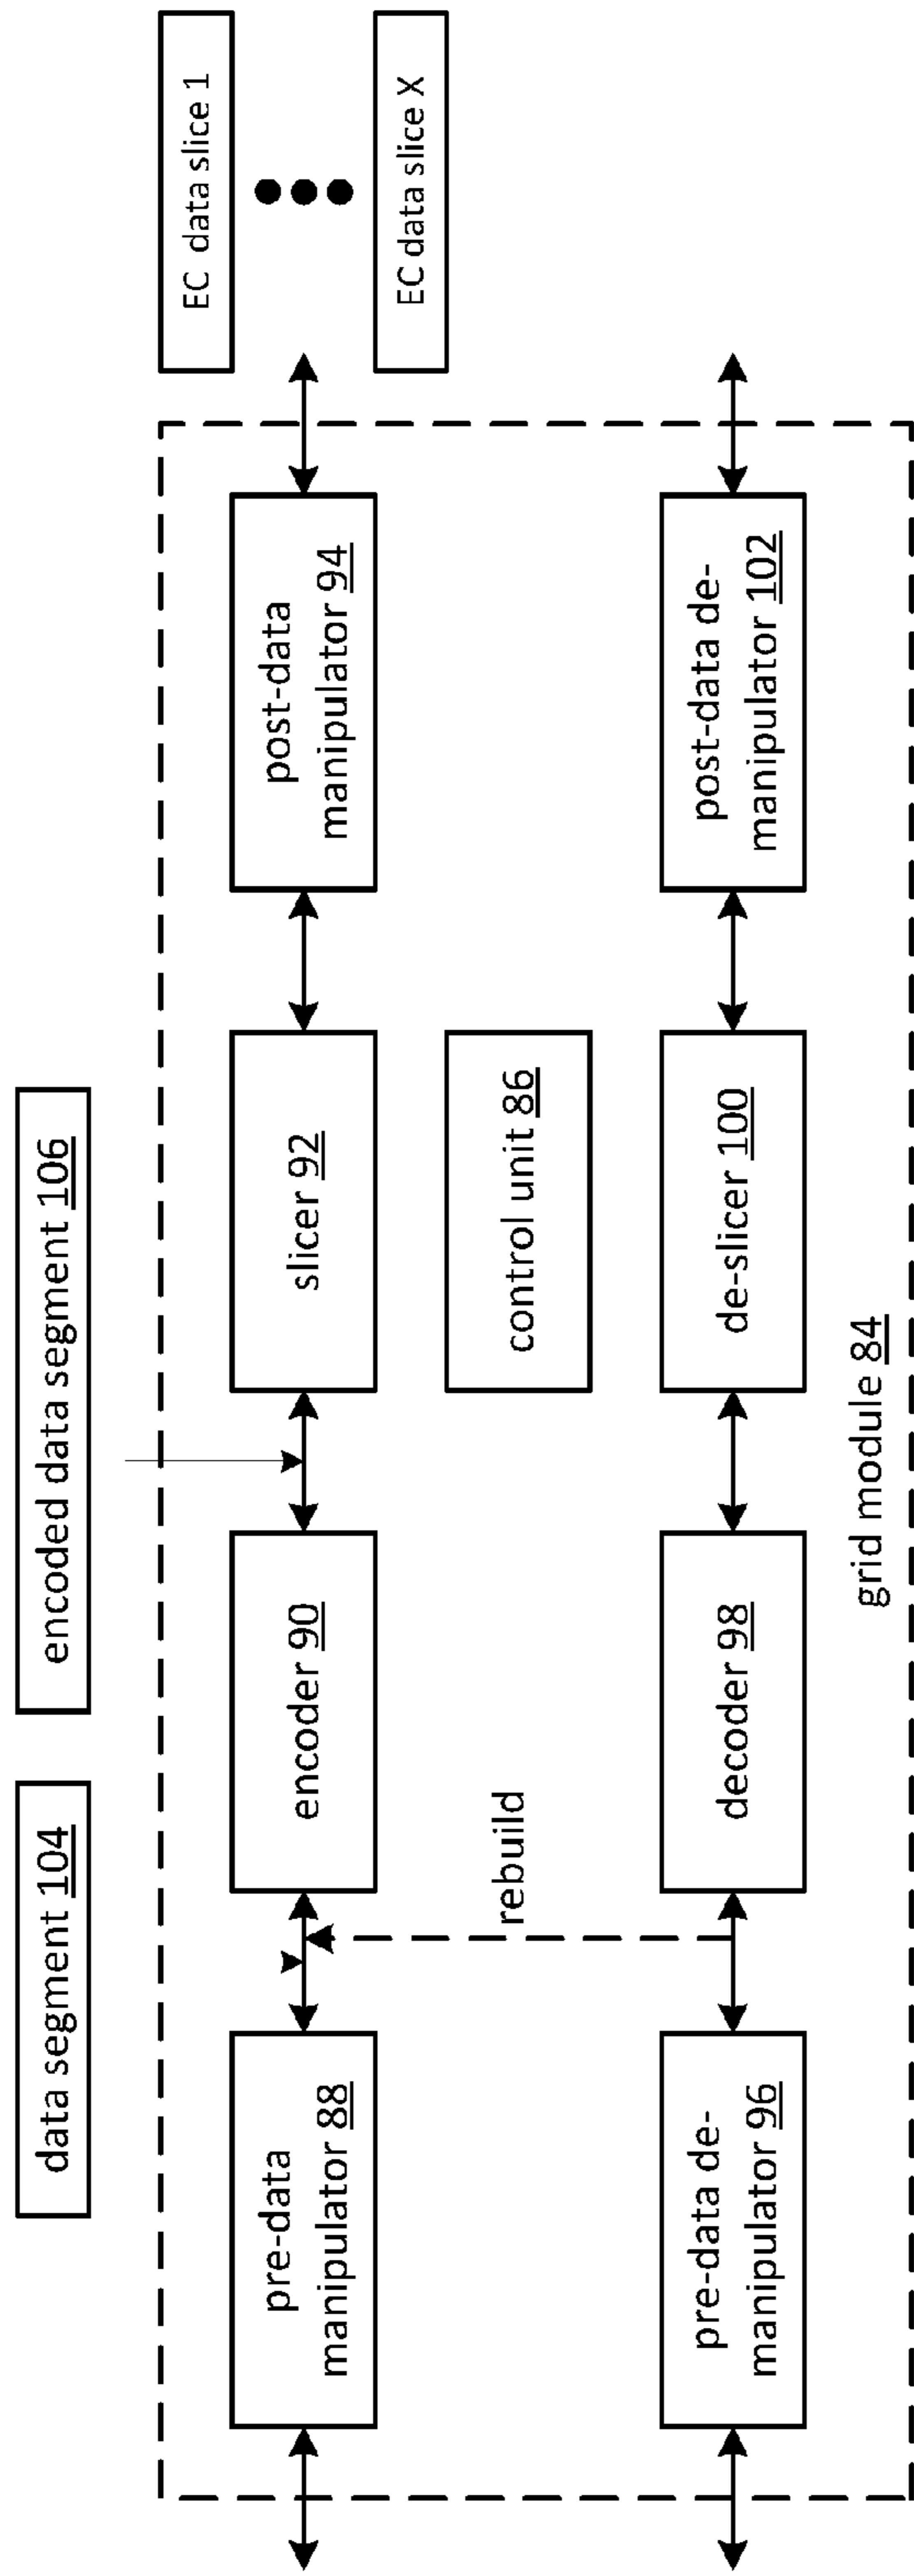 data segment 104
encoded data segment 106
EC data slice 1
EC data slice X
pre-data
manipulator 88
encoder 90
slicer 92
post-data
manipulator 94
rebuild
control unit 86
pre-data de-
manipulator 96
decoder 98
de-slicer 100
post-data de-
manipulator 102
grid module 84